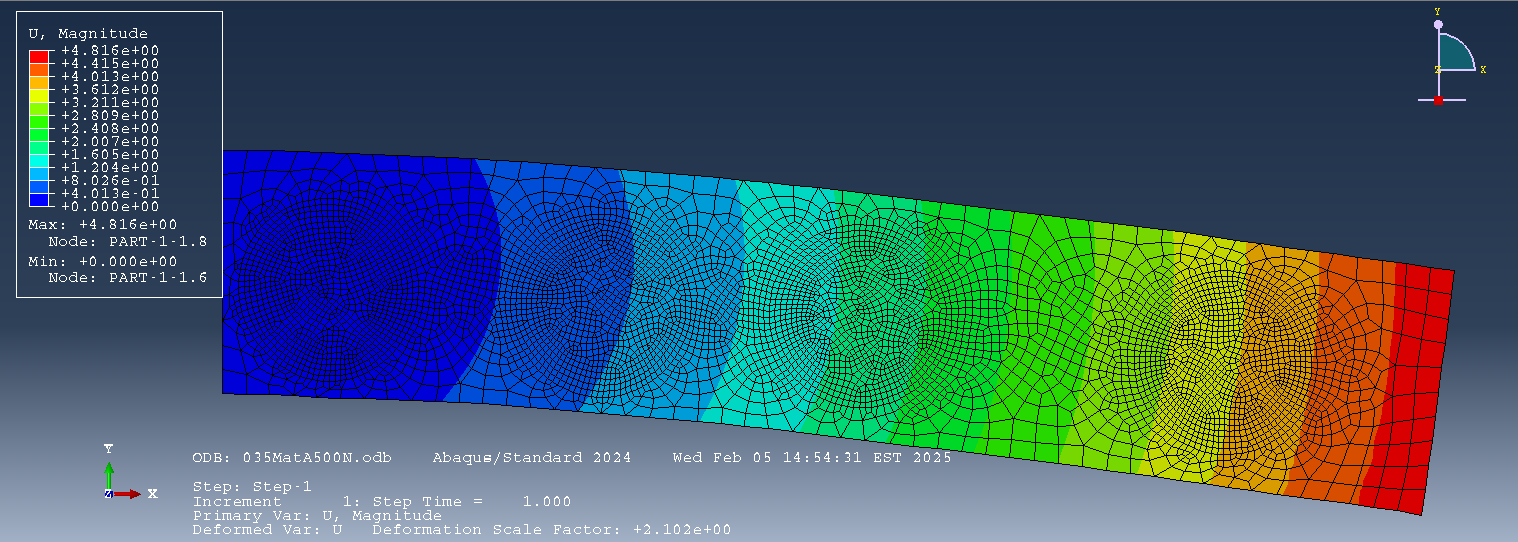 U, Magnitude
+4.816e+00
+4.415e+00
+4.013e+00
+3.612e+00
+3.211e+00
+2.809e+00
+2.408e+00
+2.007e+00
+1.605e+00
+1.204e+00
+8.026e-01
+4.013e-01
+0.000e+00
Max: +4.816e+00
Node: PART-1-1.8
Min: +0.000e+00
Node: PART-1-1.6
Y
Z X
Y
Z X
ODB: 035MatA500N.odb Abaqus/Standard 2024 Wed Feb 05 14:54:31 EST 2025
Step: Step-1
Increment 1: Step Time = 1.000
Primary Var: U, Magnitude
Deformed Var: U Deformation Scale Factor: +2.102e+00